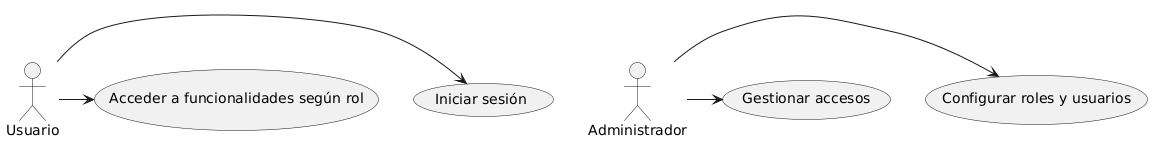 Acceder a funcionalidades según rol
Iniciar sesión
Usuario
Gestionar accesos
Configurar roles y usuarios
Administrador